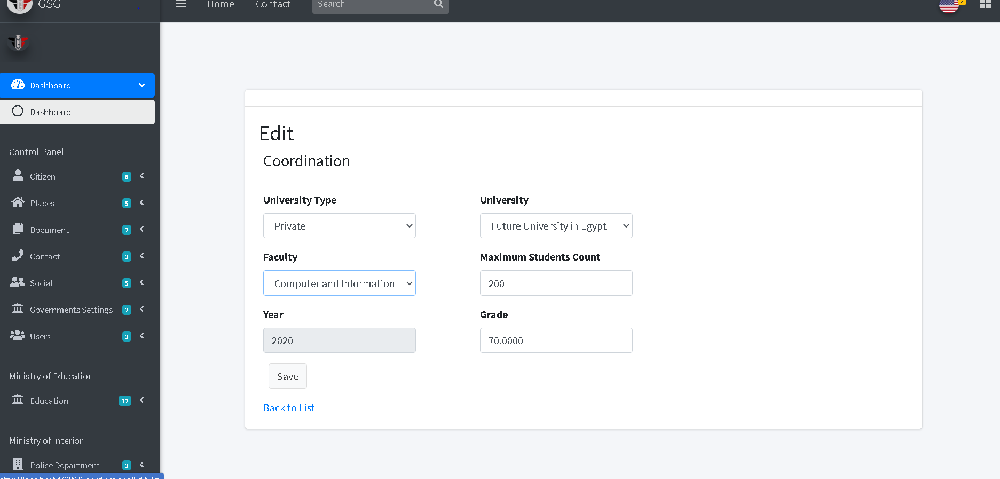 GSG
Home
Contact
Search
2
Dashboard
Dashboard
Control Panel
Citizen 8
Places 5
Document 2
Contact 2
Social 5
Governments Settings 2
Users 2
Ministry of Education
Education 12
Ministry of Interior
Police Department 2
Edit
Coordination
University Type
University
Private
Future University in Egypt
Faculty
Maximum Students Count
Computer and Information
200
Year
Grade
2020
70.0000
Save
Back to List